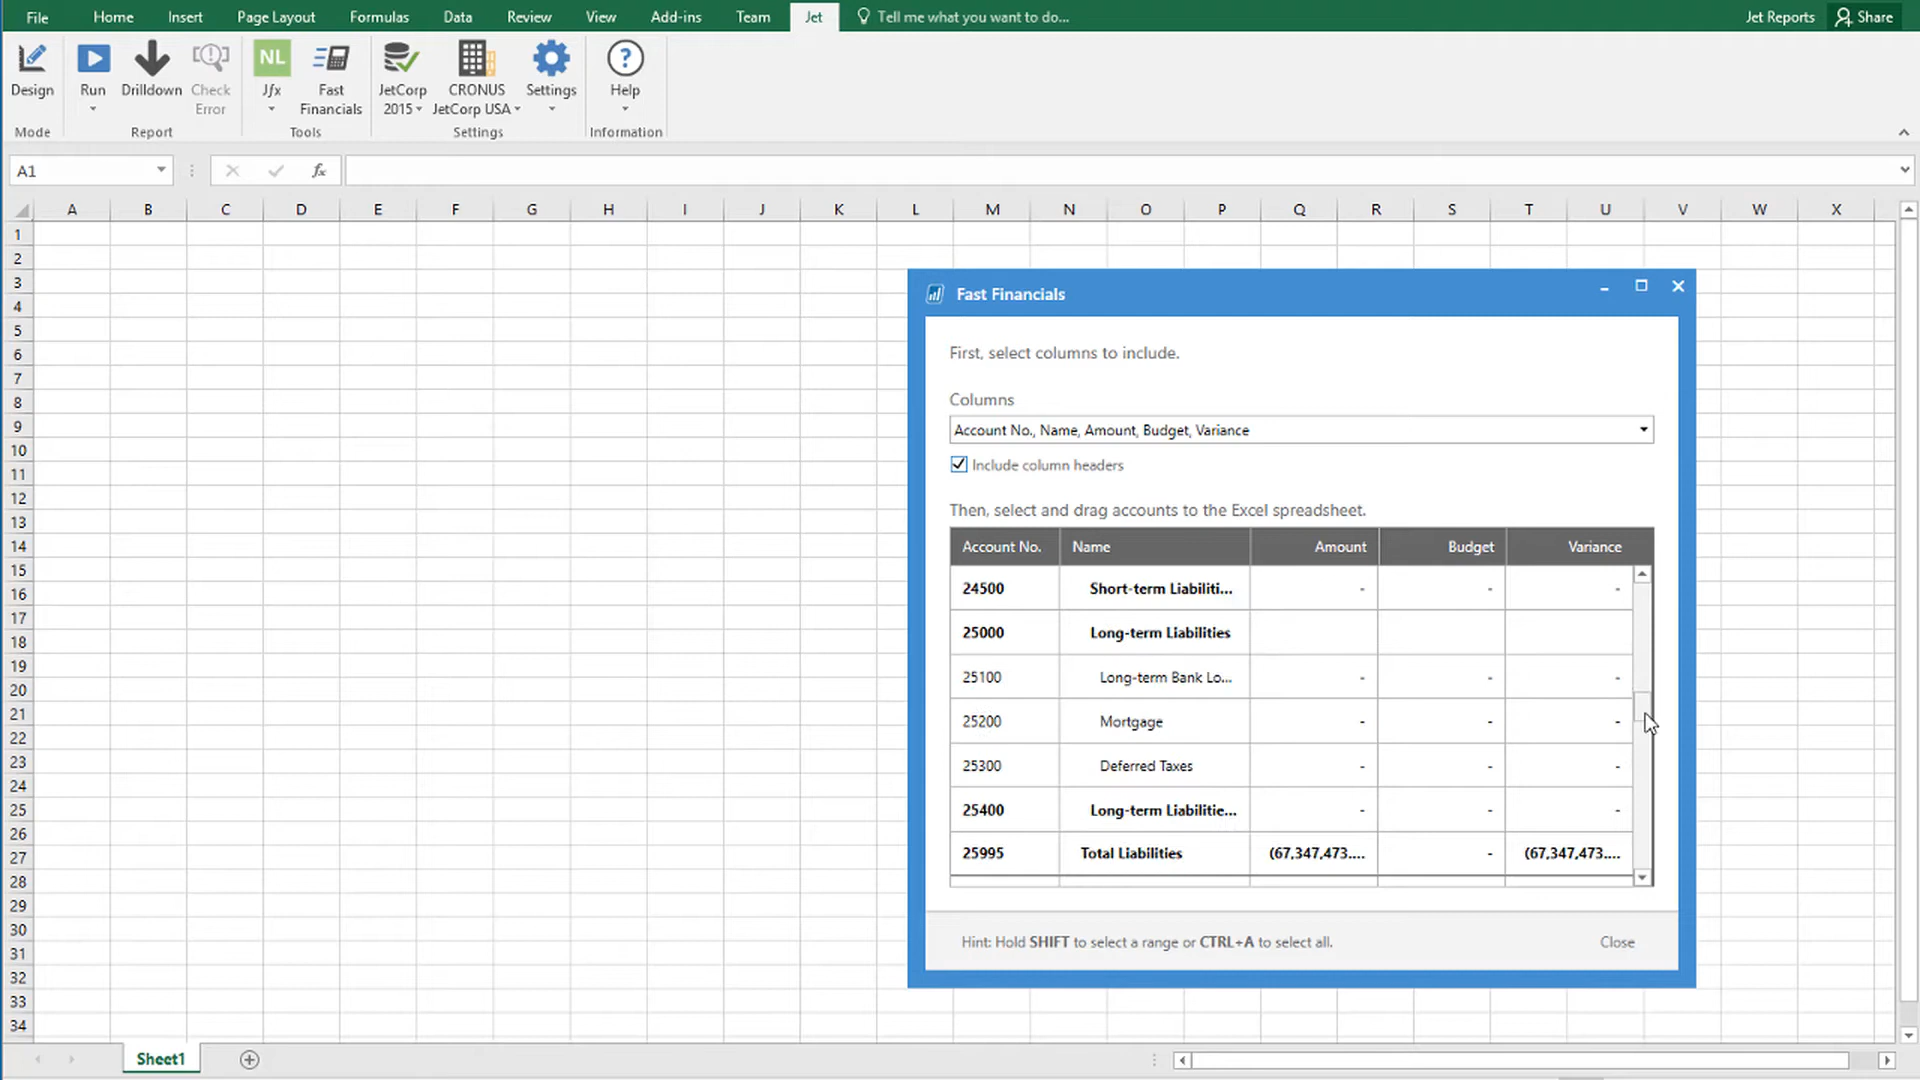 File Home Insert Page Layout Formulas Data Review View Add-ins Team Jet Tell me what you want to do... Jet Reports Share
Design Run Drilldown Check Error NL Jfx Fast Financials JetCorp 2015 CRONUS JetCorp USA Settings ? Help
Mode Report Tools Settings Information
A1 fx
A B C D E F G H I J K L M N O P Q R S T U V W X
1
2
3
4
5
6
7
8
9
10
11
12
13
14
15
16
17
18
19
20
21
22
23
24
25
26
27
28
29
30
31
32
33
34
Fast Financials
First, select columns to include.
Columns
Account No., Name, Amount, Budget, Variance
Include column headers
Then, select and drag accounts to the Excel spreadsheet.
Account No. Name Amount Budget Variance
24500 Short-term Liabiliti... - - -
25000 Long-term Liabilities
25100 Long-term Bank Lo... - - -
25200 Mortgage - - -
25300 Deferred Taxes - - -
25400 Long-term Liabilitie... - - -
25995 Total Liabilities (67,347,473.... - (67,347,473....
Hint: Hold SHIFT to select a range or CTRL+A to select all. Close
Sheet1